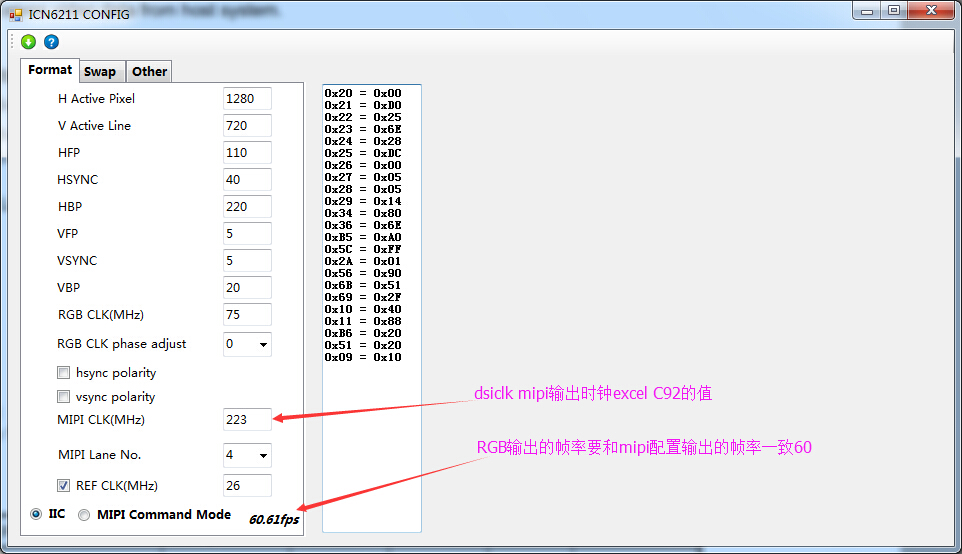 from host system.
ICN6211 CONFIG
Format Swap Other
H Active Pixel 1280
V Active Line 720
HFP 110
HSYNC 40
HBP 220
VFP 5
VSYNC 5
VBP 20
RGB CLK(MHz) 75
RGB CLK phase adjust 0
hsync polarity
vsync polarity
MIPI CLK(MHz) 223
MIPI Lane No. 4
REF CLK(MHz) 26
IIC MIPI Command Mode 60.61fps
0x20 = 0x00
0x21 = 0xD0
0x22 = 0x25
0x23 = 0x6E
0x24 = 0x28
0x25 = 0xDC
0x26 = 0x00
0x27 = 0x05
0x28 = 0x05
0x29 = 0x14
0x34 = 0x80
0x36 = 0x6E
0xB5 = 0xA0
0x5C = 0xFF
0x2A = 0x01
0x56 = 0x90
0x6B = 0x51
0x69 = 0x2F
0x10 = 0x40
0x11 = 0x88
0xB6 = 0x20
0x51 = 0x20
0x09 = 0x10
dsiclk mipi输出时钟excel C92的值
RGB输出的帧率要和mipi配置输出的帧率一致60